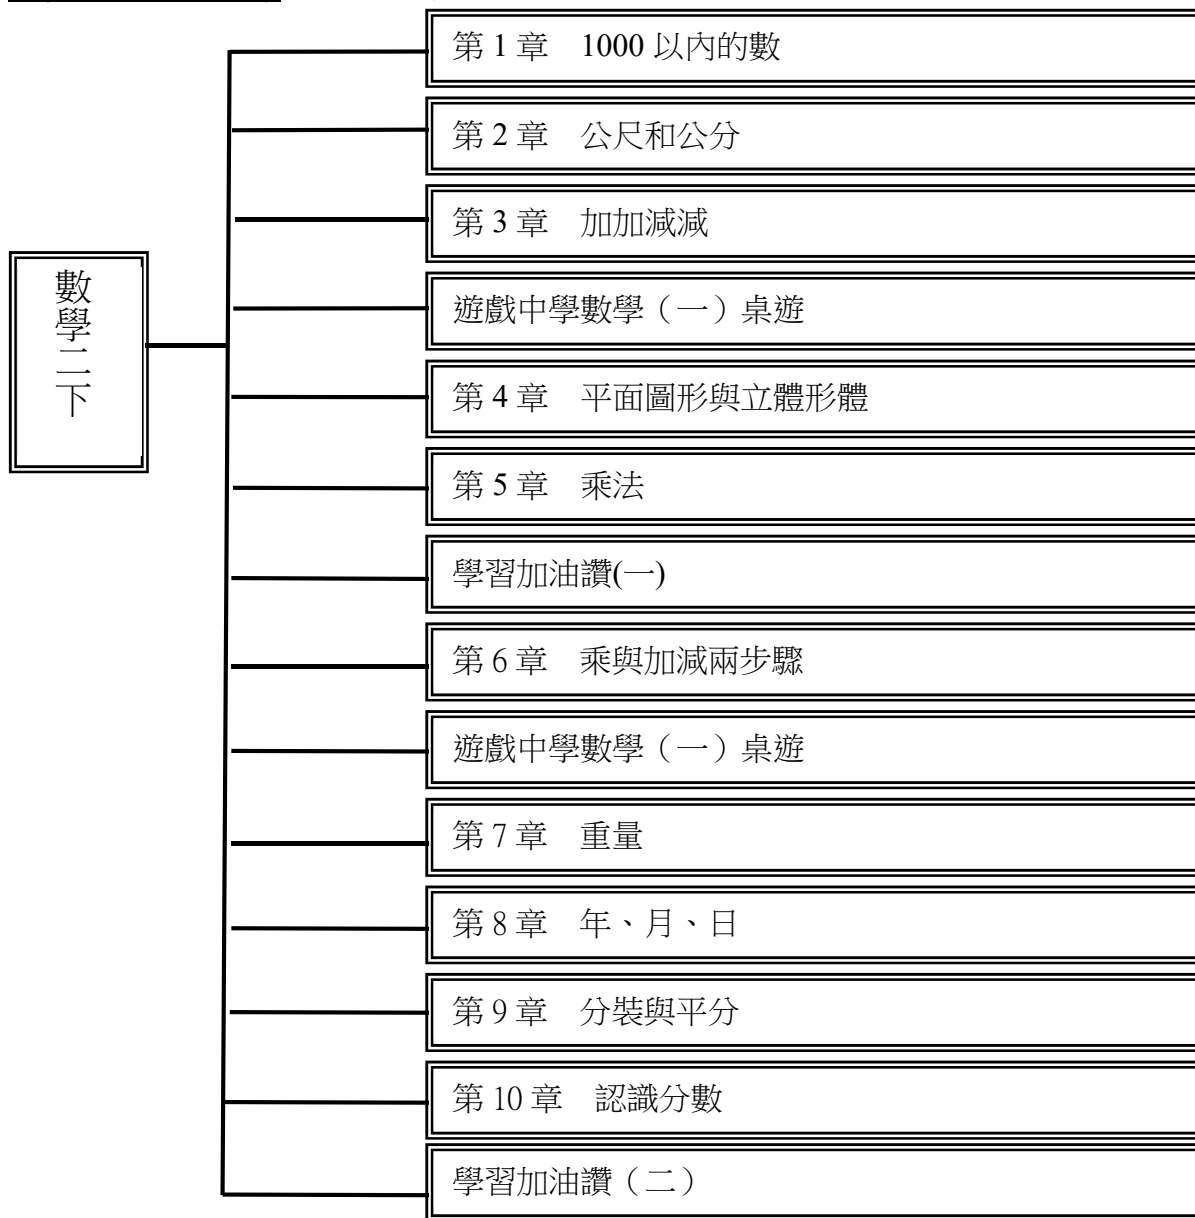 第 1 章　1000 以內的數
第 2 章　公尺和公分
第 3 章　加加減減
數學二下
遊戲中學數學（一）桌遊
第 4 章　平面圖形與立體形體
第 5 章　乘法
學習加油讚(一)
第 6 章　乘與加減兩步驟
遊戲中學數學（一）桌遊
第 7 章　重量
第 8 章　年、月、日
第 9 章　分裝與平分
第 10 章　認識分數
學習加油讚（二）